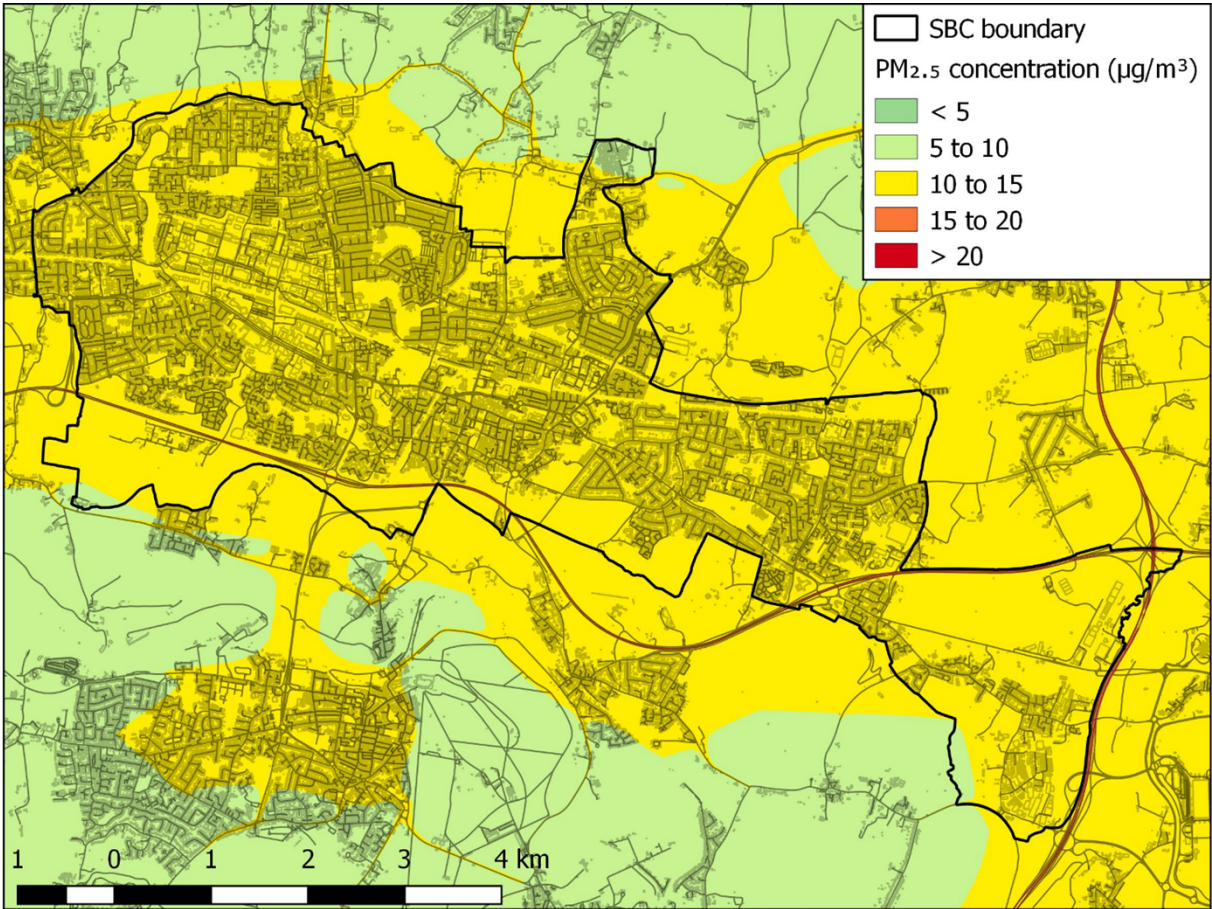 SBC boundary
PM₂.₅ concentration (µg/m³)
< 5
5 to 10
10 to 15
15 to 20
> 20
1 0 1 2 3 4 km